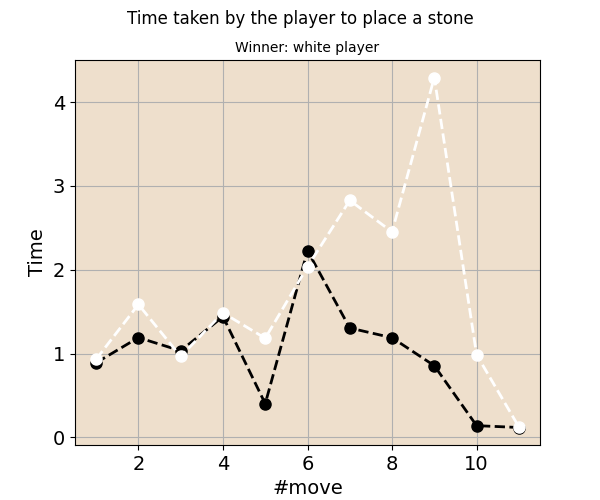 Time taken by the player to place a stone
Winner: white player
4
3
2
1
0
Time
2 4 6 8 10
#move